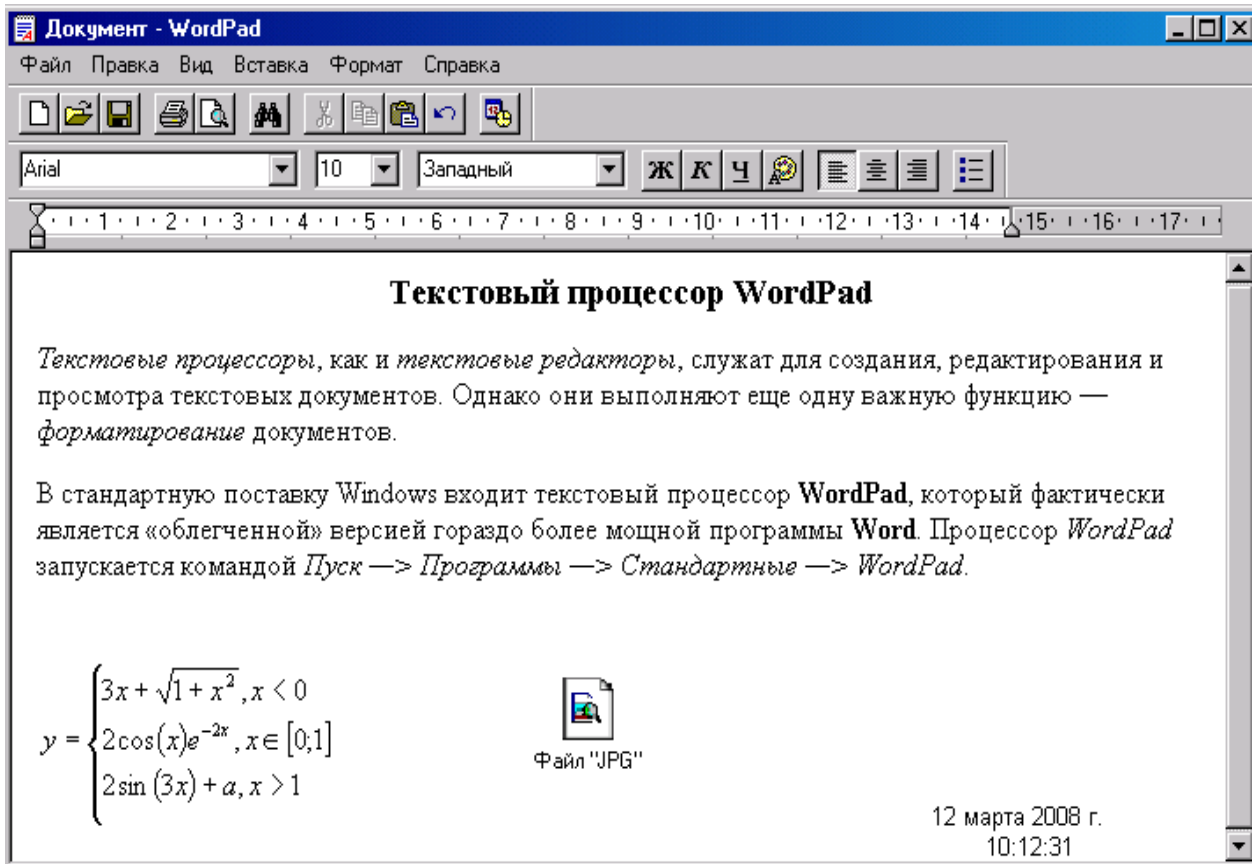 Документ - WordPad
Файл Правка Вид Вставка Формат Справка
Arial 10 Западный Ж К Ч
1 2 3 4 5 6 7 8 9 10 11 12 13 14 15 16 17
Текстовый процессор WordPad
Текстовые процессоры, как и текстовые редакторы, служат для создания, редактирования и
просмотра текстовых документов. Однако они выполняют еще одну важную функцию —
форматирование документов.
В стандартную поставку Windows входит текстовый процессор WordPad, который фактически
является «облегченной» версией гораздо более мощной программы Word. Процессор WordPad
запускается командой Пуск —> Программы —> Стандартные —> WordPad.
3x + √1 + x², x < 0
y = { 2cos(x)e⁻²ˣ, x ∈ [0;1]
2sin (3x) + a, x > 1
Файл "JPG"
12 марта 2008 г.
10:12:31